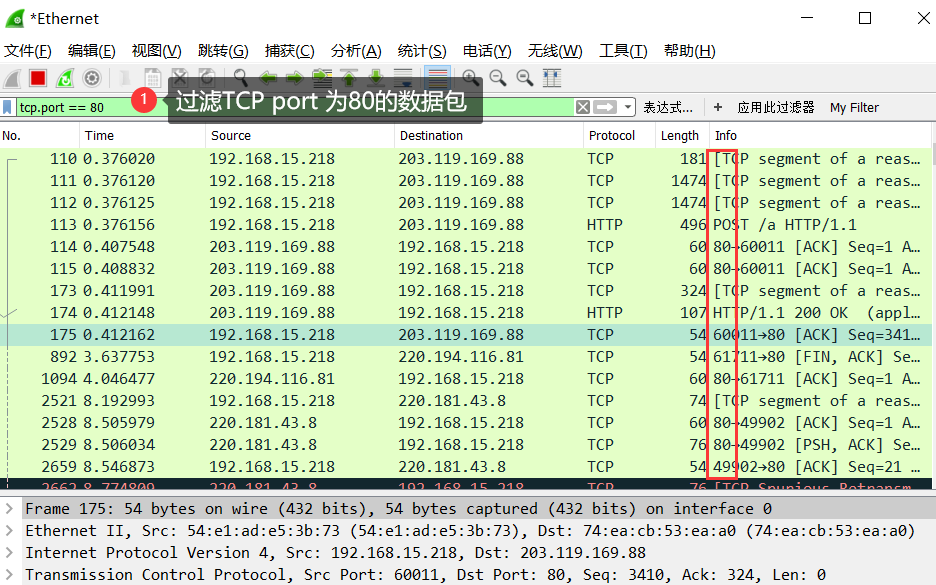 *Ethernet
文件(F) 编辑(E) 视图(V) 跳转(G) 捕获(C) 分析(A) 统计(S) 电话(Y) 无线(W) 工具(T) 帮助(H)
tcp.port == 80 1 过滤TCP port 为80的数据包 表达式… + 应用此过滤器 My Filter
No. Time Source Destination Protocol Length Info
110 0.376020 192.168.15.218 203.119.169.88 TCP 181 [TCP segment of a reas…
111 0.376120 192.168.15.218 203.119.169.88 TCP 1474 [TCP segment of a reas…
112 0.376125 192.168.15.218 203.119.169.88 TCP 1474 [TCP segment of a reas…
113 0.376156 192.168.15.218 203.119.169.88 HTTP 496 POST /a HTTP/1.1
114 0.407548 203.119.169.88 192.168.15.218 TCP 60 80→60011 [ACK] Seq=1 A…
115 0.408832 203.119.169.88 192.168.15.218 TCP 60 80→60011 [ACK] Seq=1 A…
173 0.411991 203.119.169.88 192.168.15.218 TCP 324 [TCP segment of a reas…
174 0.412148 203.119.169.88 192.168.15.218 HTTP 107 HTTP/1.1 200 OK (appl…
175 0.412162 192.168.15.218 203.119.169.88 TCP 54 60011→80 [ACK] Seq=341…
892 3.637753 192.168.15.218 220.194.116.81 TCP 54 61711→80 [FIN, ACK] Se…
1094 4.046477 220.194.116.81 192.168.15.218 TCP 60 80→61711 [ACK] Seq=1 A…
2521 8.192993 192.168.15.218 220.181.43.8 TCP 74 [TCP segment of a reas…
2528 8.505979 220.181.43.8 192.168.15.218 TCP 60 80→49902 [ACK] Seq=1 A…
2529 8.506034 220.181.43.8 192.168.15.218 TCP 76 80→49902 [PSH, ACK] Se…
2659 8.546873 192.168.15.218 220.181.43.8 TCP 54 49902→80 [ACK] Seq=21 …
2662 8.774809 220.181.43.8 192.168.15.218 TCP 76 [TCP Spurious Retransm…
Frame 175: 54 bytes on wire (432 bits), 54 bytes captured (432 bits) on interface 0
Ethernet II, Src: 54:e1:ad:e5:3b:73 (54:e1:ad:e5:3b:73), Dst: 74:ea:cb:53:ea:a0 (74:ea:cb:53:ea:a0)
Internet Protocol Version 4, Src: 192.168.15.218, Dst: 203.119.169.88
Transmission Control Protocol, Src Port: 60011, Dst Port: 80, Seq: 3410, Ack: 324, Len: 0